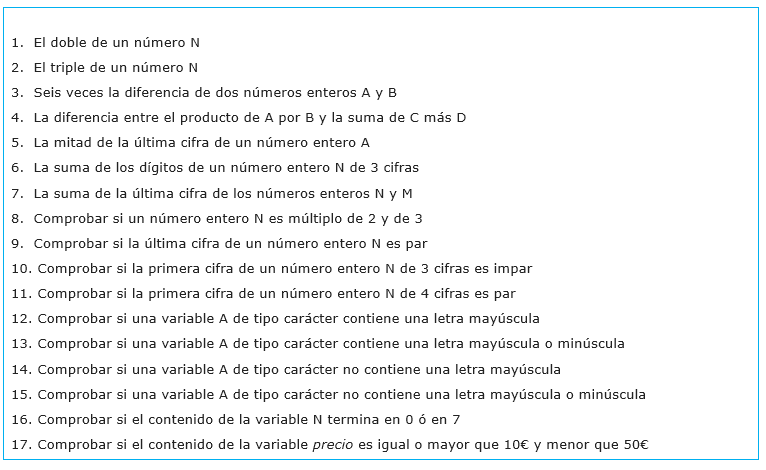 1. El doble de un número N
2. El triple de un número N
3. Seis veces la diferencia de dos números enteros A y B
4. La diferencia entre el producto de A por B y la suma de C más D
5. La mitad de la última cifra de un número entero A
6. La suma de los dígitos de un número entero N de 3 cifras
7. La suma de la última cifra de los números enteros N y M
8. Comprobar si un número entero N es múltiplo de 2 y de 3
9. Comprobar si la última cifra de un número entero N es par
10. Comprobar si la primera cifra de un número entero N de 3 cifras es impar
11. Comprobar si la primera cifra de un número entero N de 4 cifras es par
12. Comprobar si una variable A de tipo carácter contiene una letra mayúscula
13. Comprobar si una variable A de tipo carácter contiene una letra mayúscula o minúscula
14. Comprobar si una variable A de tipo carácter no contiene una letra mayúscula
15. Comprobar si una variable A de tipo carácter no contiene una letra mayúscula o minúscula
16. Comprobar si el contenido de la variable N termina en 0 ó en 7
17. Comprobar si el contenido de la variable precio es igual o mayor que 10€ y menor que 50€